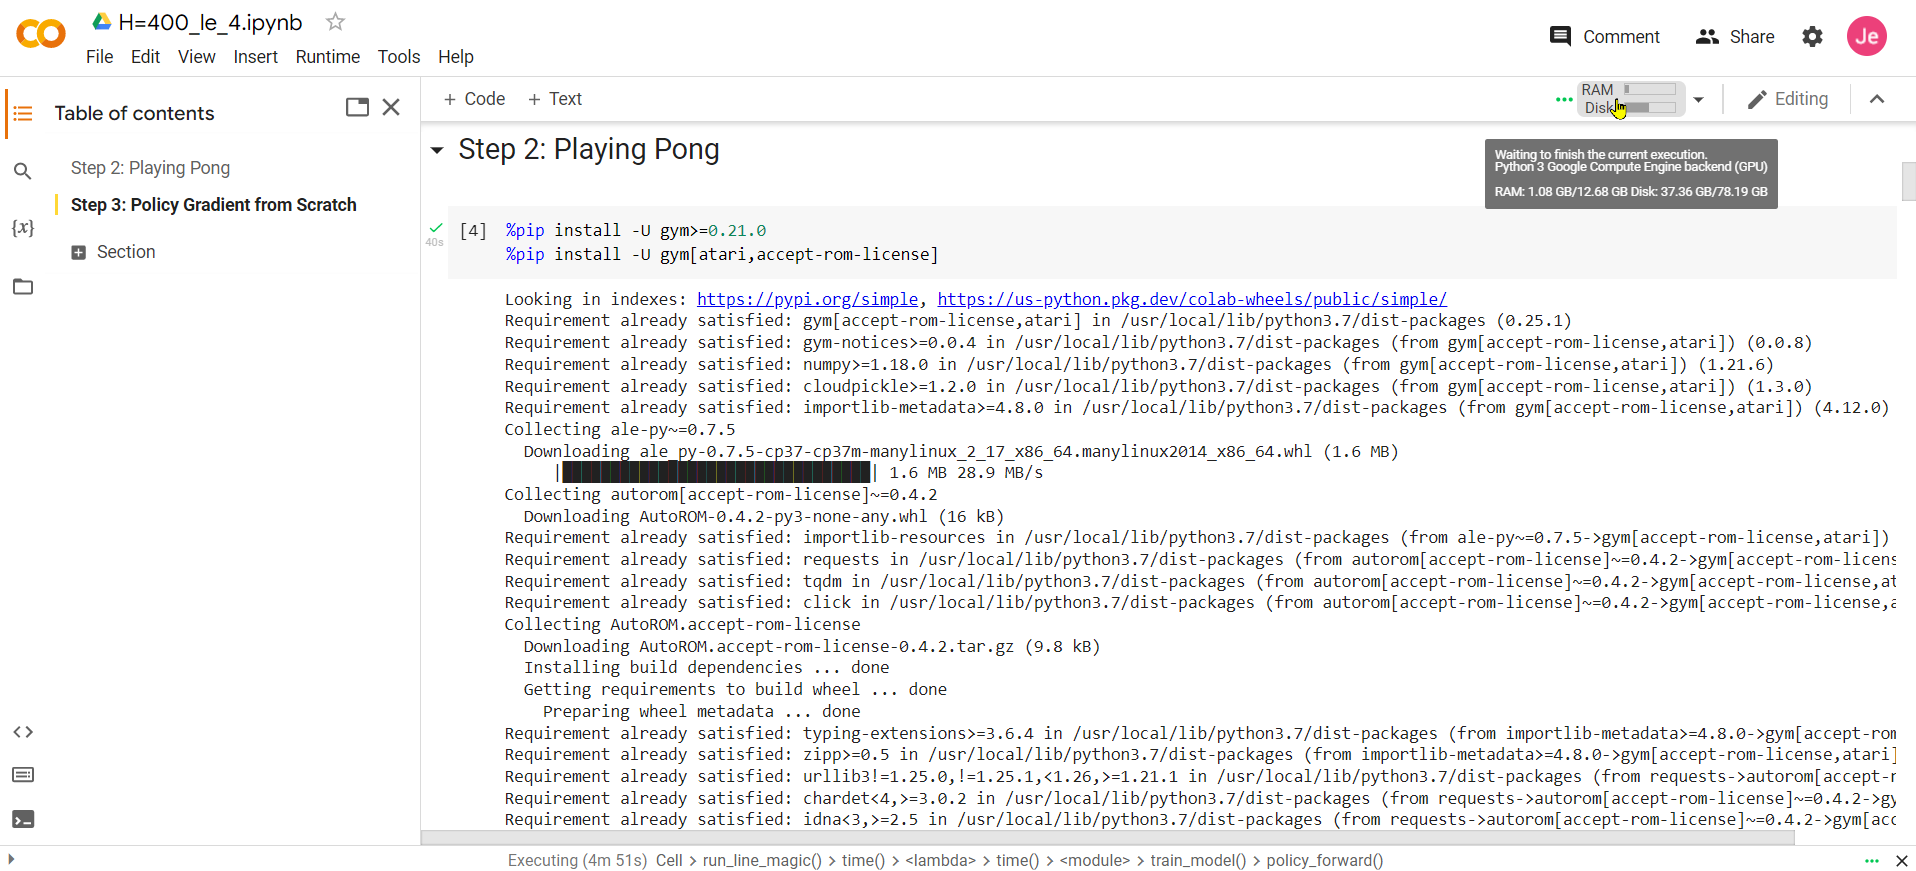 H=400_le_4.ipynb
Comment
Share
Je
File Edit View Insert Runtime Tools Help
Table of contents
+ Code + Text
RAM
Disk
Editing
Step 2: Playing Pong
Waiting to finish the current execution.
Python 3 Google Compute Engine backend (GPU)
RAM: 1.08 GB/12.68 GB Disk: 37.36 GB/78.19 GB
Step 2: Playing Pong
Step 3: Policy Gradient from Scratch
{x}
Section
40s
[4] %pip install -U gym>=0.21.0
%pip install -U gym[atari,accept-rom-license]
Looking in indexes: https://pypi.org/simple, https://us-python.pkg.dev/colab-wheels/public/simple/
Requirement already satisfied: gym[accept-rom-license,atari] in /usr/local/lib/python3.7/dist-packages (0.25.1)
Requirement already satisfied: gym-notices>=0.0.4 in /usr/local/lib/python3.7/dist-packages (from gym[accept-rom-license,atari]) (0.0.8)
Requirement already satisfied: numpy>=1.18.0 in /usr/local/lib/python3.7/dist-packages (from gym[accept-rom-license,atari]) (1.21.6)
Requirement already satisfied: cloudpickle>=1.2.0 in /usr/local/lib/python3.7/dist-packages (from gym[accept-rom-license,atari]) (1.3.0)
Requirement already satisfied: importlib-metadata>=4.8.0 in /usr/local/lib/python3.7/dist-packages (from gym[accept-rom-license,atari]) (4.12.0)
Collecting ale-py~=0.7.5
Downloading ale_py-0.7.5-cp37-cp37m-manylinux_2_17_x86_64.manylinux2014_x86_64.whl (1.6 MB)
1.6 MB 28.9 MB/s
Collecting autorom[accept-rom-license]~=0.4.2
Downloading AutoROM-0.4.2-py3-none-any.whl (16 kB)
Requirement already satisfied: importlib-resources in /usr/local/lib/python3.7/dist-packages (from ale-py~=0.7.5->gym[accept-rom-license,atari])
Requirement already satisfied: requests in /usr/local/lib/python3.7/dist-packages (from autorom[accept-rom-license]~=0.4.2->gym[accept-rom-licens
Requirement already satisfied: tqdm in /usr/local/lib/python3.7/dist-packages (from autorom[accept-rom-license]~=0.4.2->gym[accept-rom-license,at
Requirement already satisfied: click in /usr/local/lib/python3.7/dist-packages (from autorom[accept-rom-license]~=0.4.2->gym[accept-rom-license,a
Collecting AutoROM.accept-rom-license
Downloading AutoROM.accept-rom-license-0.4.2.tar.gz (9.8 kB)
Installing build dependencies ... done
Getting requirements to build wheel ... done
Preparing wheel metadata ... done
Requirement already satisfied: typing-extensions>=3.6.4 in /usr/local/lib/python3.7/dist-packages (from importlib-metadata>=4.8.0->gym[accept-rom
Requirement already satisfied: zipp>=0.5 in /usr/local/lib/python3.7/dist-packages (from importlib-metadata>=4.8.0->gym[accept-rom-license,atari]
Requirement already satisfied: urllib3!=1.25.0,!=1.25.1,<1.26,>=1.21.1 in /usr/local/lib/python3.7/dist-packages (from requests->autorom[accept-r
Requirement already satisfied: chardet<4,>=3.0.2 in /usr/local/lib/python3.7/dist-packages (from requests->autorom[accept-rom-license]~=0.4.2->gy
Requirement already satisfied: idna<3,>=2.5 in /usr/local/lib/python3.7/dist-packages (from requests->autorom[accept-rom-license]~=0.4.2->gym[acc
Executing (4m 51s) Cell > run_line_magic() > time() > <lambda> > time() > <module> > train_model() > policy_forward()